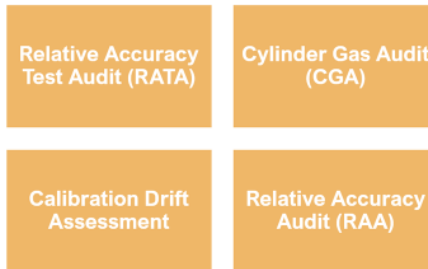 Relative Accuracy
Test Audit (RATA)
Cylinder Gas Audit
(CGA)
Calibration Drift
Assessment
Relative Accuracy
Audit (RAA)